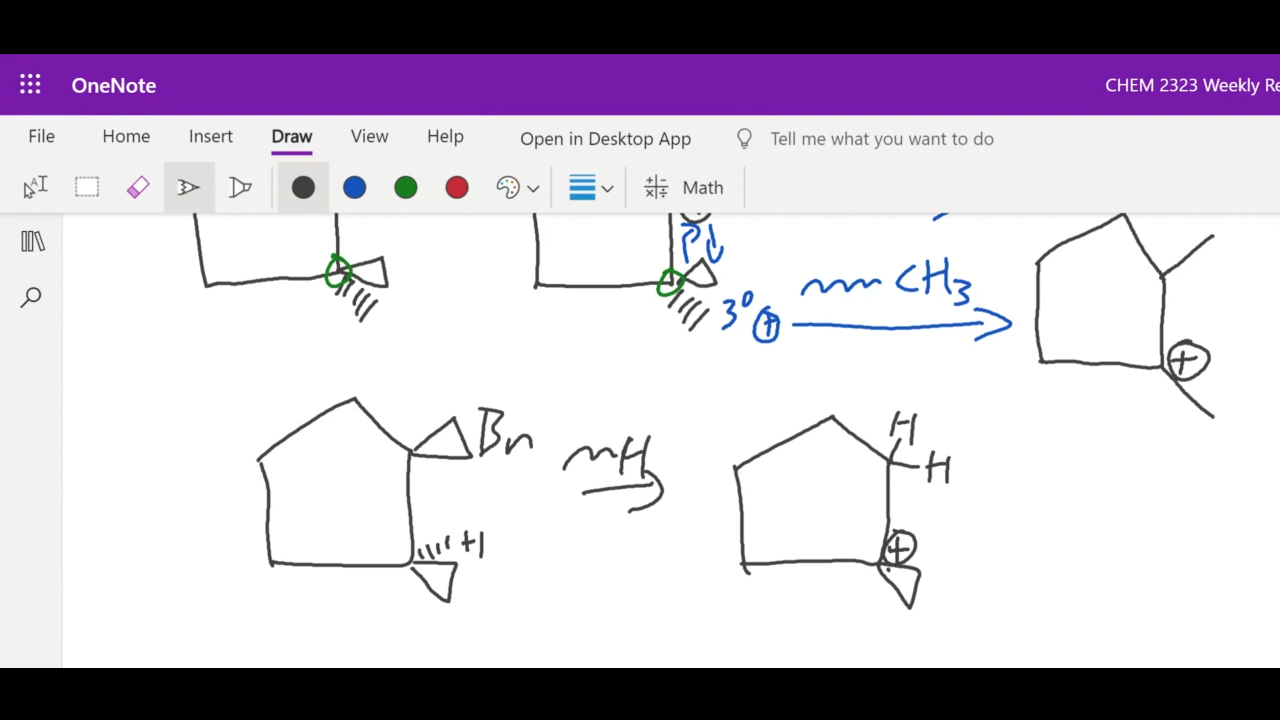 OneNote
CHEM 2323 Weekly Re
File Home Insert Draw View Help Open in Desktop App Tell me what you want to do
Math
3° ⊕
CH3
+
Br
H
H
H
H
+